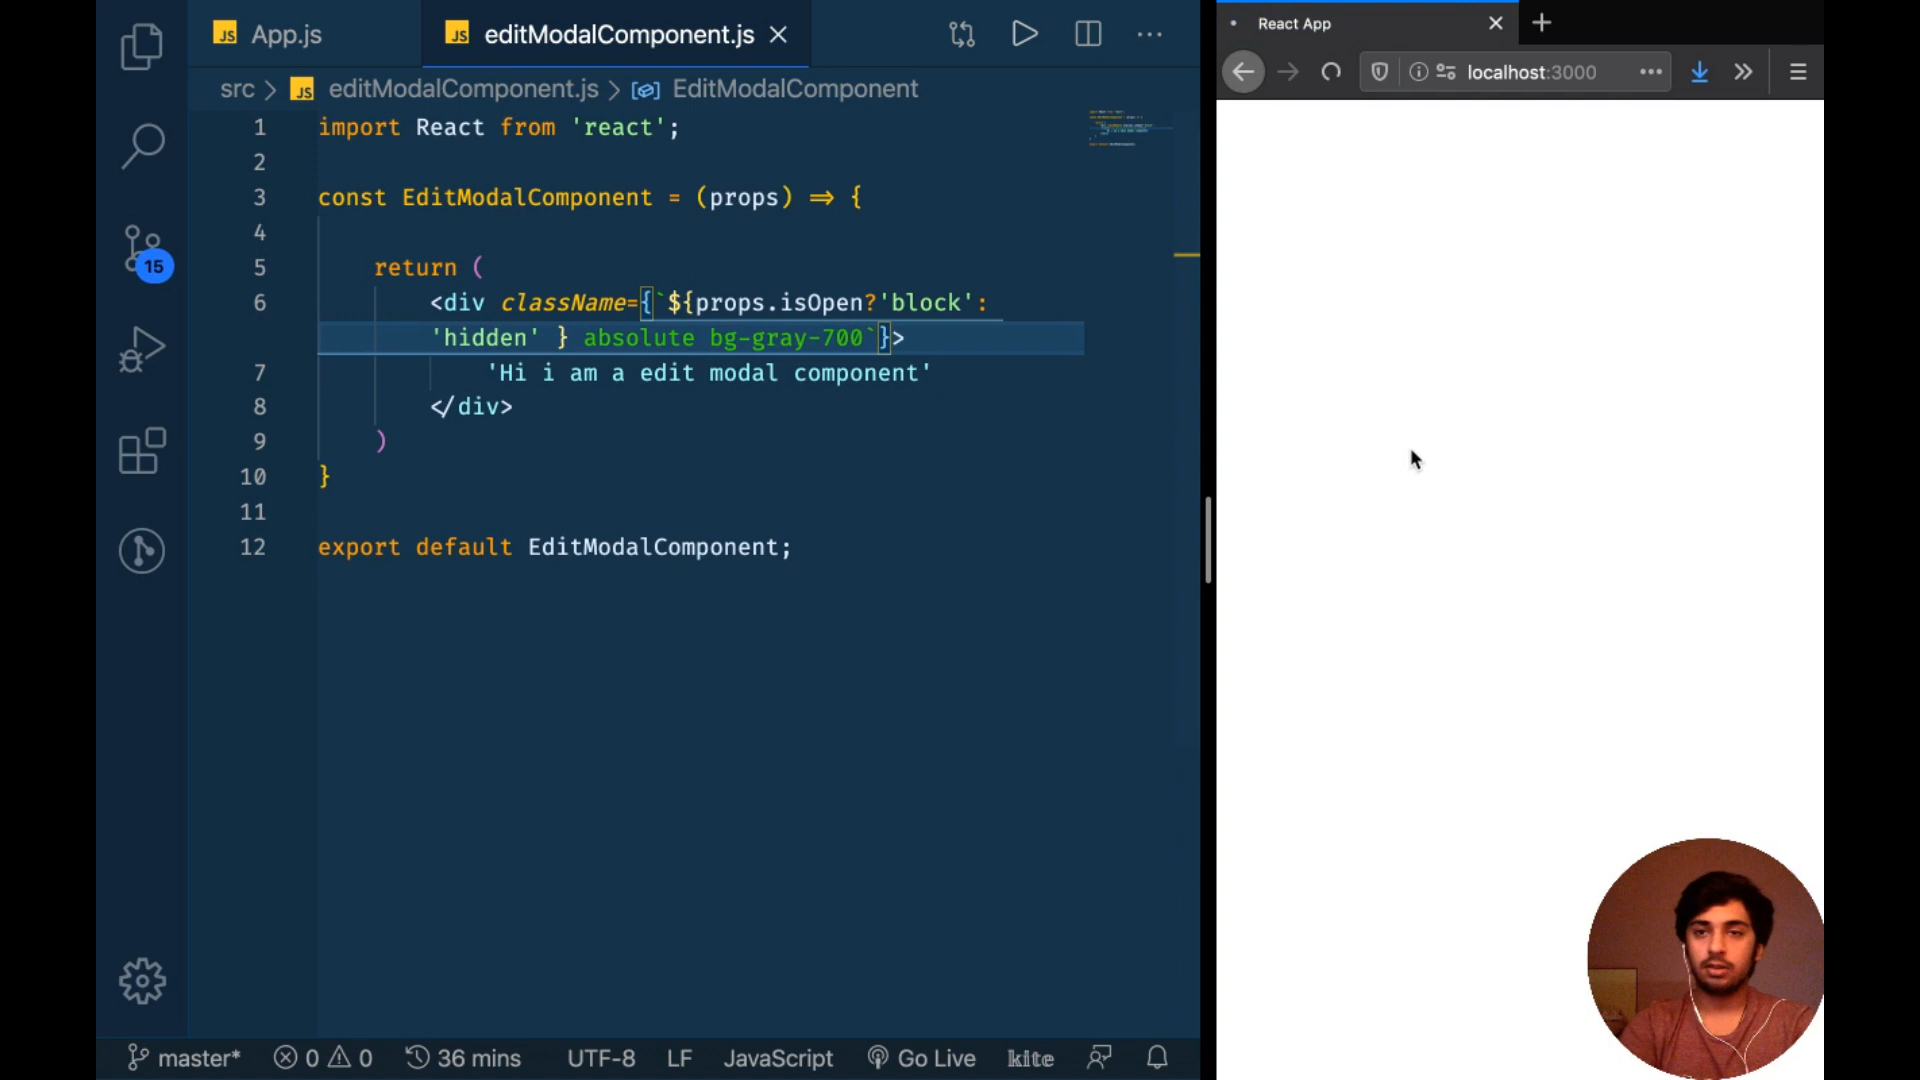 JS App.js
JS editModalComponent.js
src > JS editModalComponent.js > EditModalComponent
1 import React from 'react';
2
3 const EditModalComponent = (props) => {
4
5 return (
6 <div className={`${props.isOpen?'block':
'hidden' } absolute bg-gray-700`}>
7 'Hi i am a edit modal component'
8 </div>
9 )
10 }
11
12 export default EditModalComponent;
15
master* 0 0 36 mins UTF-8 LF JavaScript Go Live kite
React App
localhost:3000